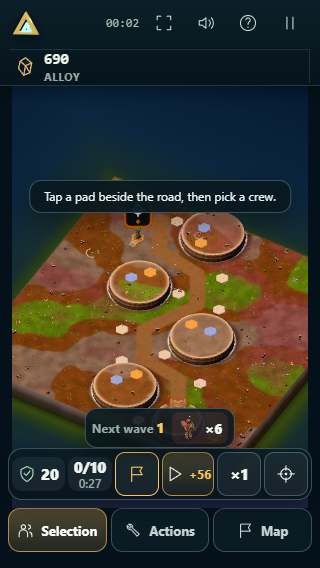 00:02
690
ALLOY
Tap a pad beside the road, then pick a crew.
Next wave 1 ×6
20 0/10 +56 ×1
0:27
Selection Actions Map